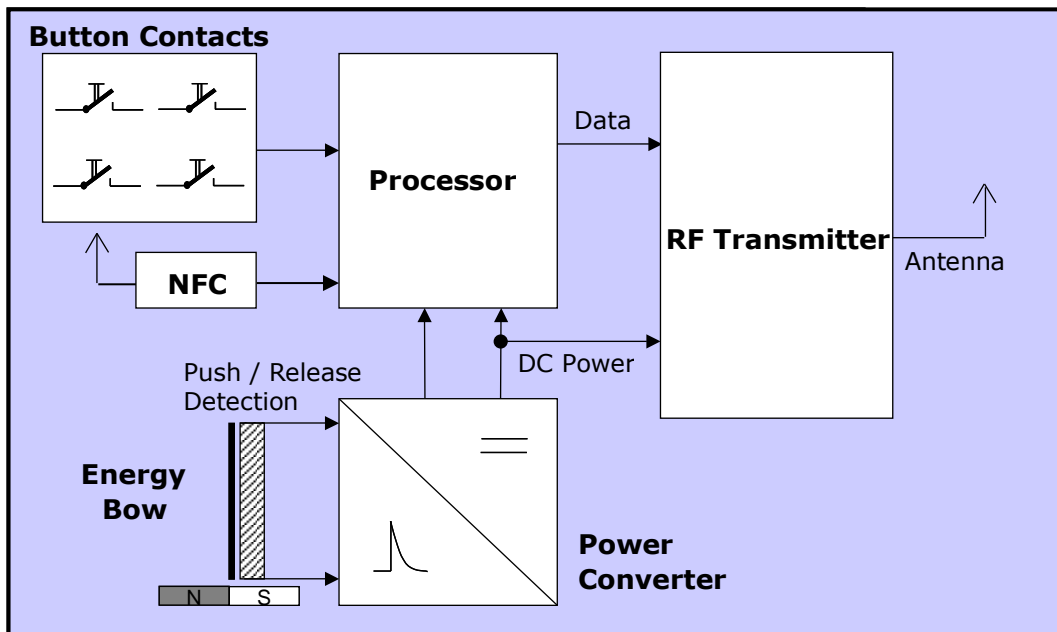 Button Contacts
Data
Processor
RF Transmitter
Antenna
NFC
DC Power
Push / Release
Detection
Energy
Bow
Power
Converter
N S